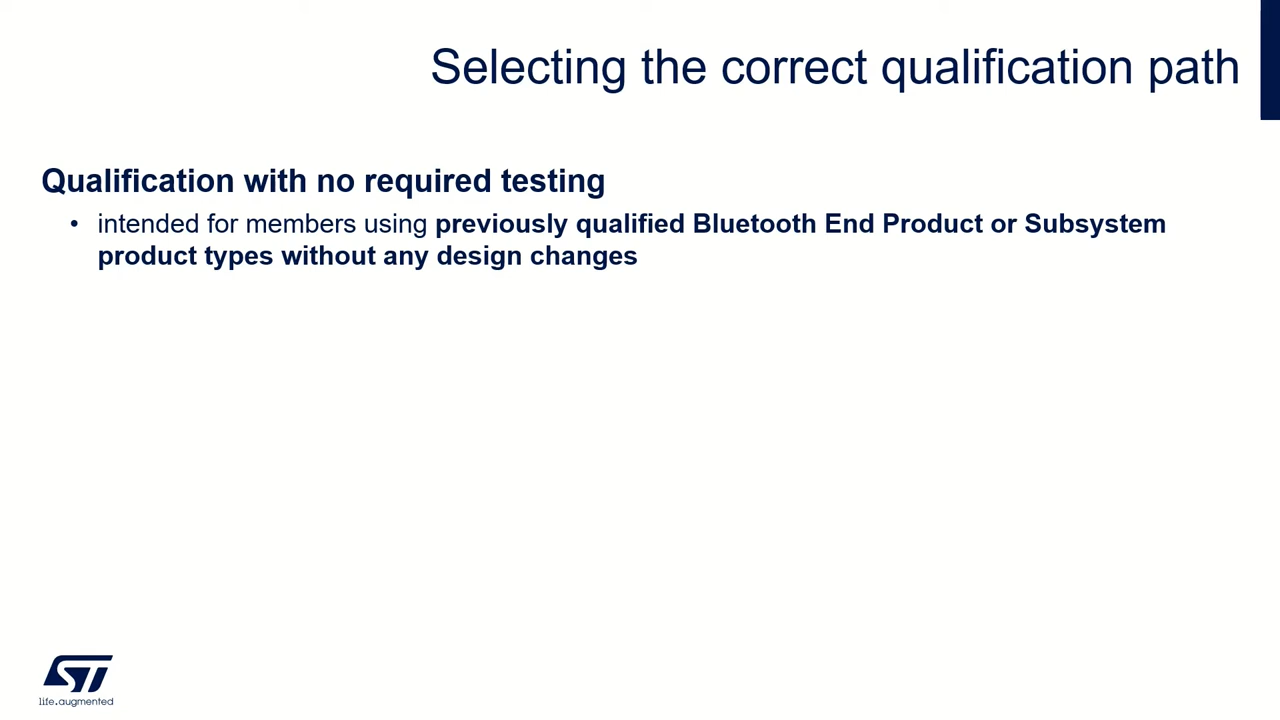 Selecting the correct qualification path
Qualification with no required testing
• intended for members using previously qualified Bluetooth End Product or Subsystem
product types without any design changes
ST
life.augmented